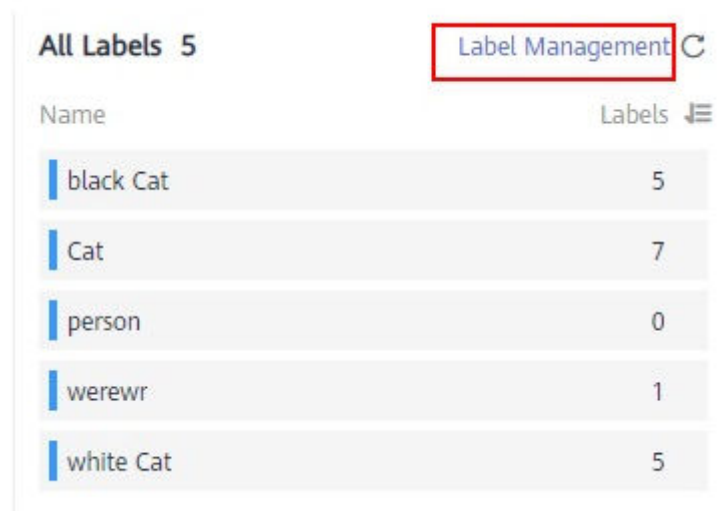 All Labels 5 Label Management
Name Labels
black Cat 5
Cat 7
person 0
werewr 1
white Cat 5